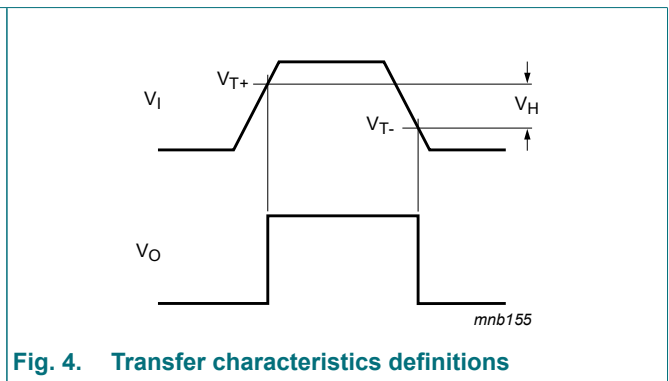 VT+
VI
VH
VT-
VO
mnb155
Fig. 4. Transfer characteristics definitions